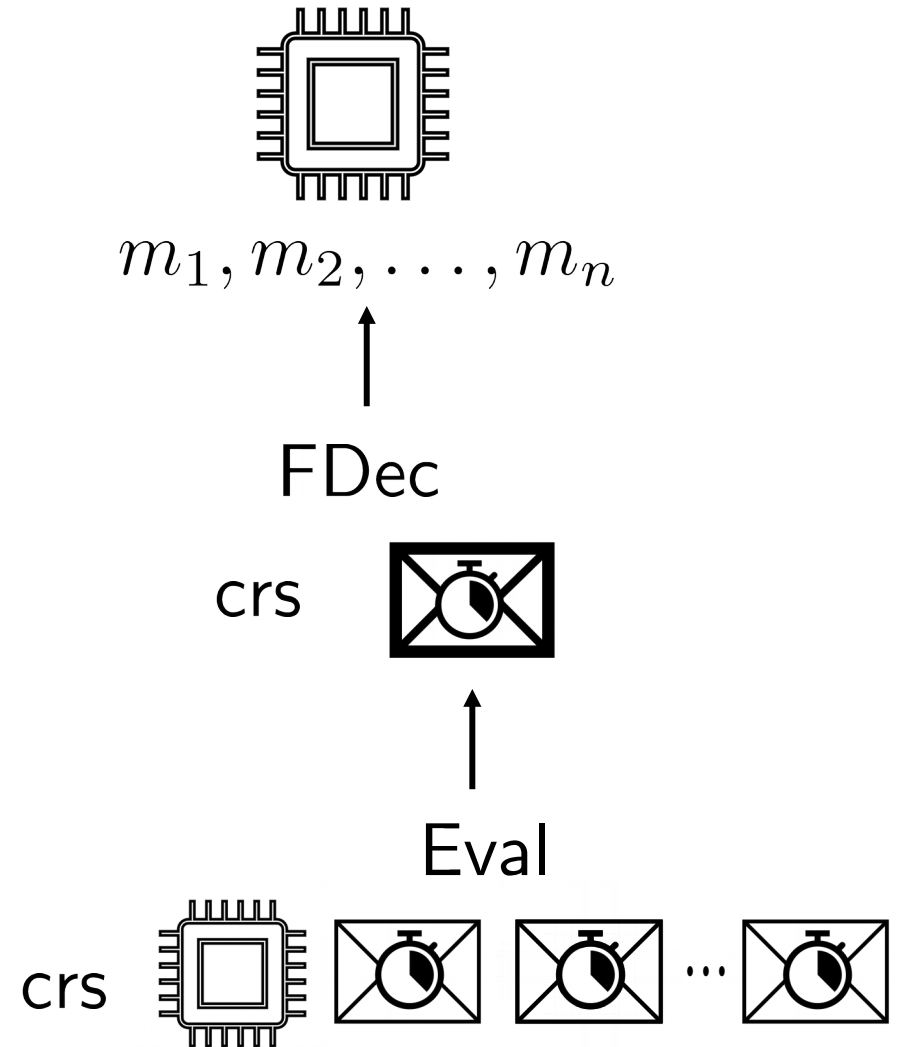 m₁, m₂, . . . , mₙ
FDec
crs
Eval
crs ...